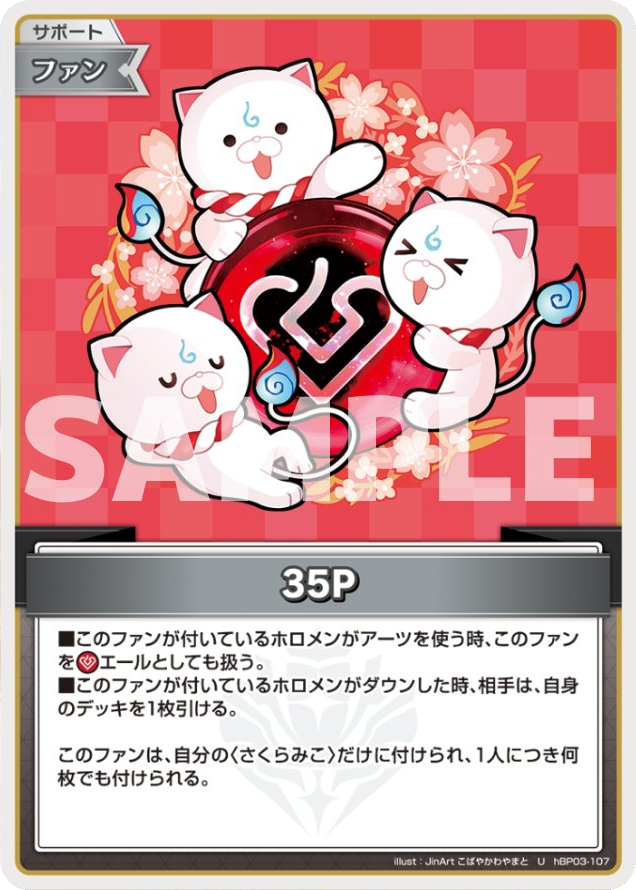 サポート
ファン
SAMPLE
35P
■このファンが付いているホロメンがアーツを使う時、このファン
をエールとしても扱う。
■このファンが付いているホロメンがダウンした時、相手は、自身
のデッキを1枚引ける。
このファンは、自分の〈さくらみこ〉だけに付けられ、1人につき何
枚でも付けられる。
illust：JinArt こばやかわやまと U hBP03-107